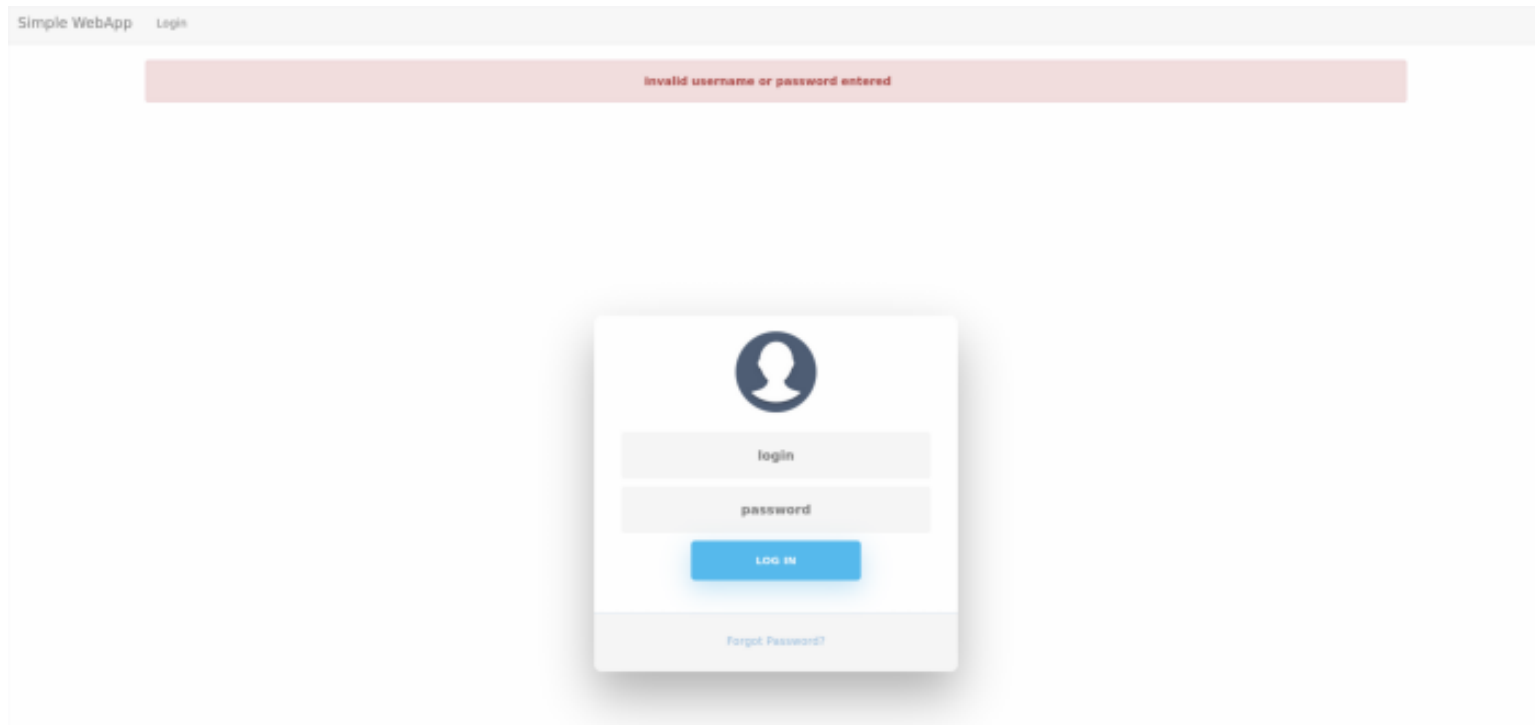 Simple WebApp Login
Invalid username or password entered
login
password
LOG IN
Forgot Password?